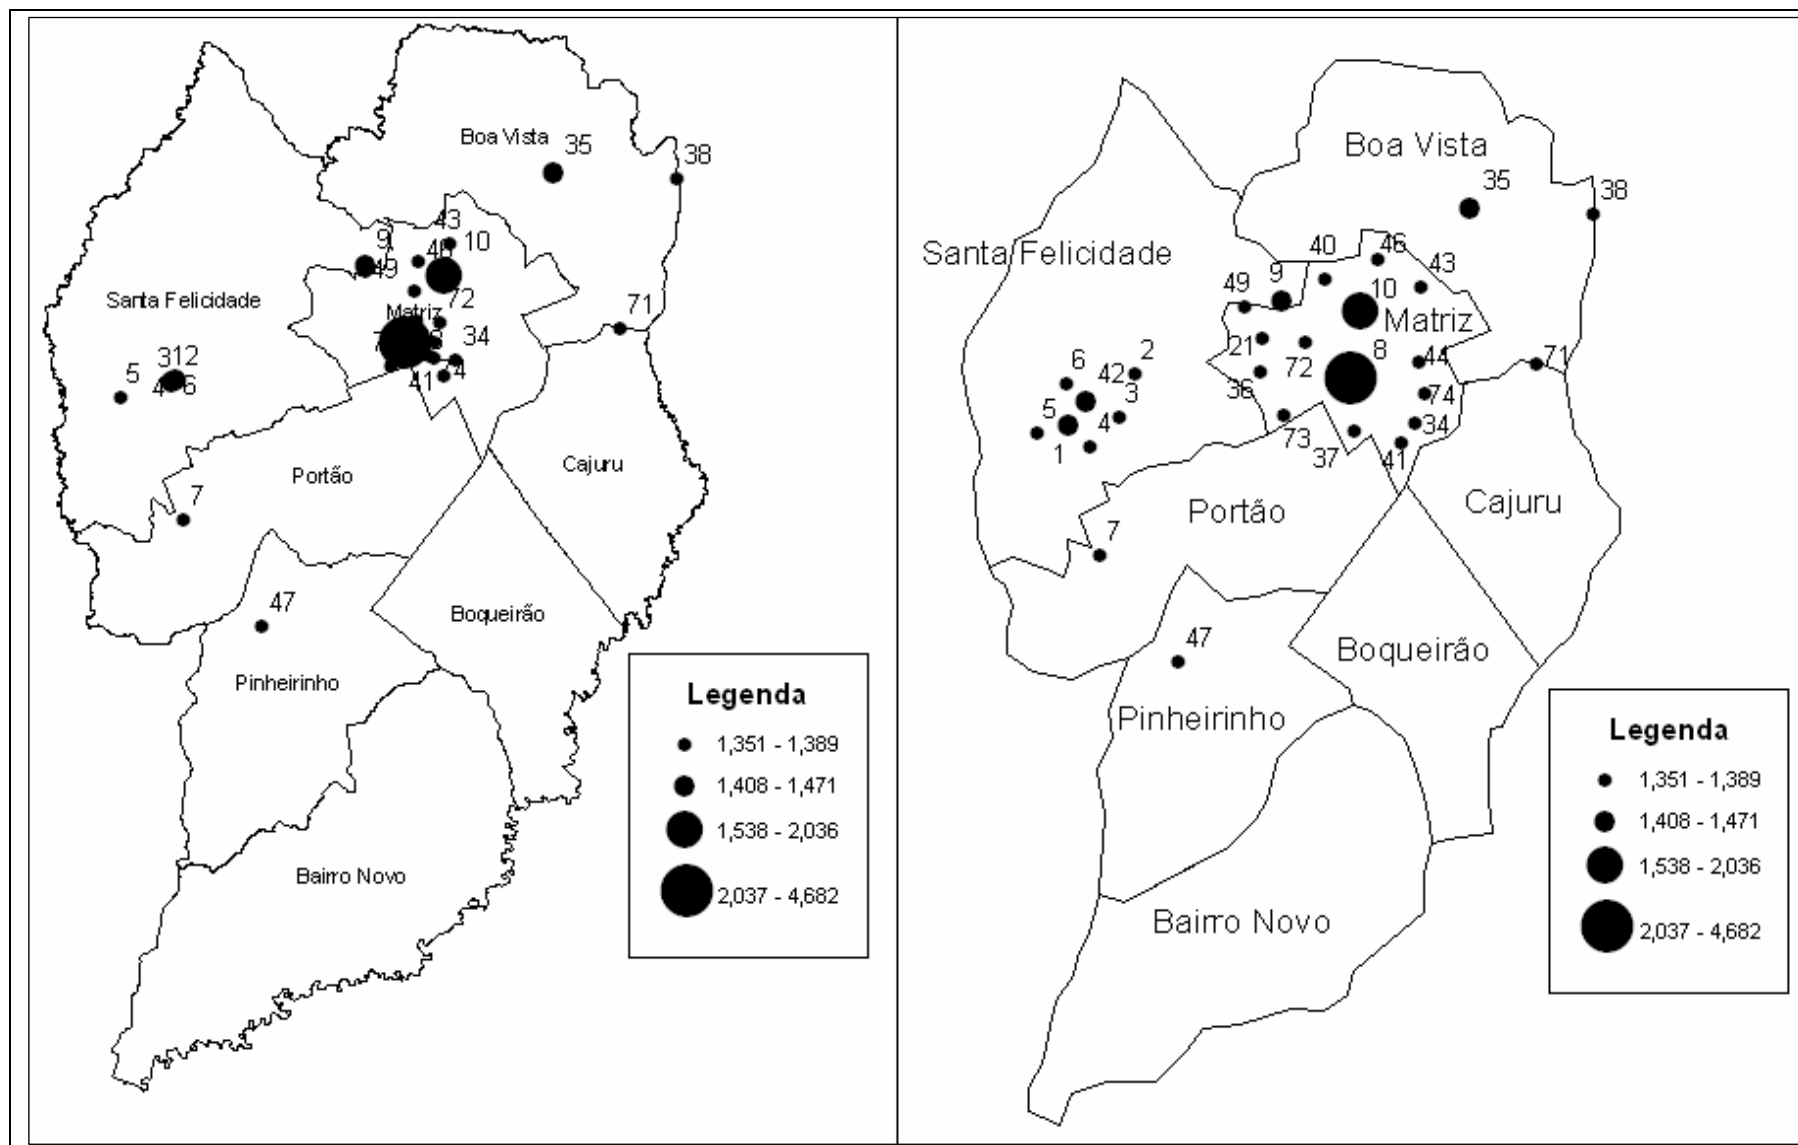 Boa Vista
35
38
43
10
9
48
49
72
Matriz
71
Santa Felicidade
34
312
5
4 6
41
4
Portão
Cajuru
7
47
Boqueirão
Pinheirinho
Bairro Novo
Legenda
1,351 - 1,389
1,408 - 1,471
1,538 - 2,036
2,037 - 4,682
Boa Vista
35
38
Santa Felicidade
40
46
43
49
9
10
Matriz
21
72
8
44
71
36
6
42
2
74
5
3
4
34
1
73
37
41
Portão
Cajuru
7
47
Boqueirão
Pinheirinho
Bairro Novo
Legenda
1,351 - 1,389
1,408 - 1,471
1,538 - 2,036
2,037 - 4,682